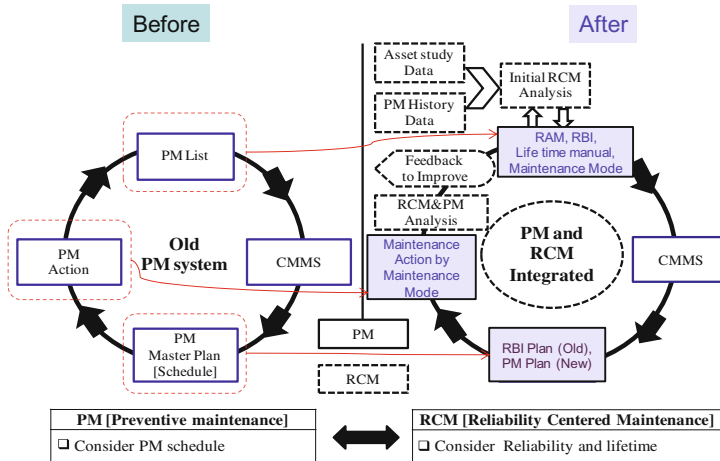 Before
After
Asset study
Data
PM History
Data
Initial RCM
Analysis
PM List
RAM, RBI,
Life time manual,
Maintenance Mode
Feedback
to Improve
RCM&PM
Analysis
PM
Action
Old
PM system
CMMS
Maintenance
Action by
Maintenance
Mode
PM and
RCM
Integrated
CMMS
PM
Master Plan
[Schedule]
PM
RCM
RBI Plan (Old),
PM Plan (New)
PM [Preventive maintenance]
❑ Consider PM schedule
RCM [Reliability Centered Maintenance]
❑ Consider Reliability and lifetime